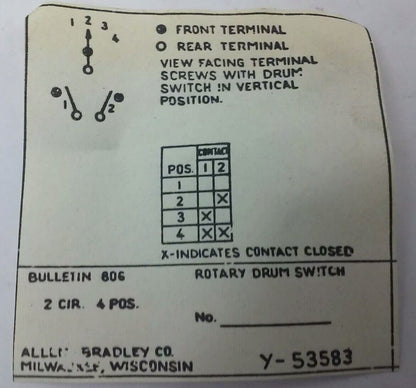 1 2 3 4
FRONT TERMINAL
REAR TERMINAL
VIEW FACING TERMINAL
SCREWS WITH DRUM
SWITCH IN VERTICAL
POSITION.
1 2
CONTACT
POS. 1 2
1
2 X
3 X
4 X X
X-INDICATES CONTACT CLOSED
BULLETIN 806 ROTARY DRUM SWITCH
2 CIR. 4 POS.
No.
BRADLEY CO.
WISCONSIN Y-53583